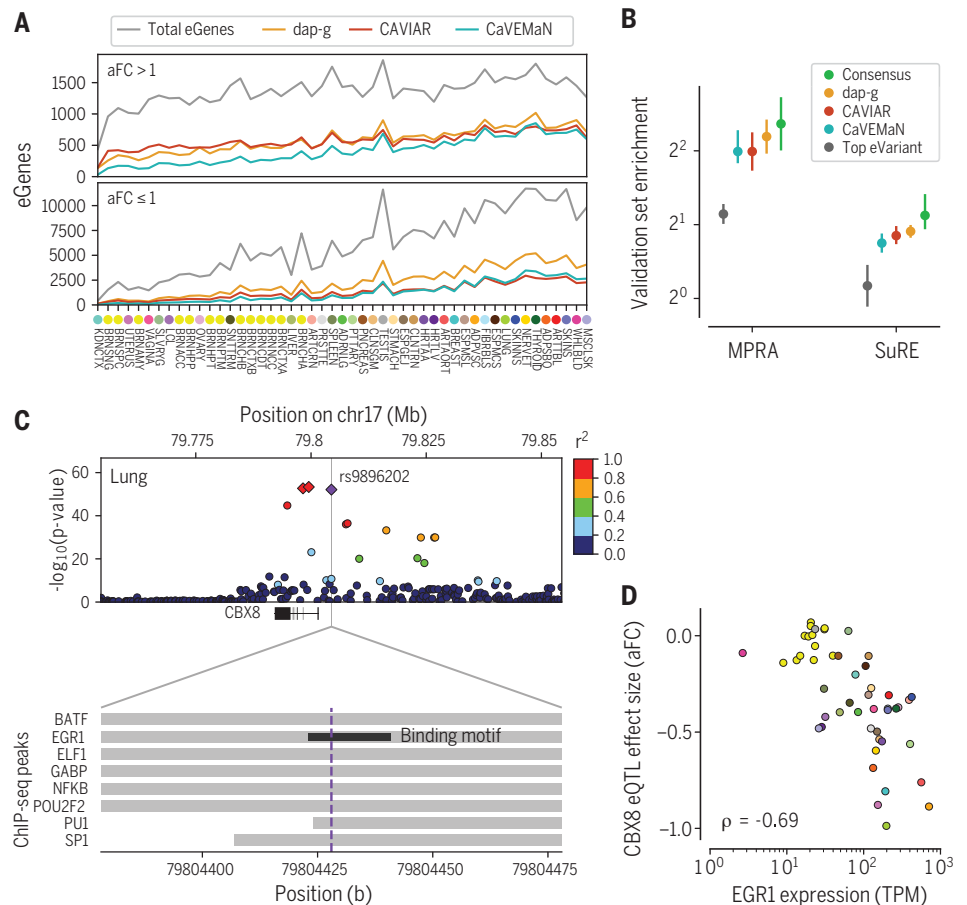 A
Total eGenes dap-g CAVIAR CaVEMaN
aFC > 1
1500
1000
500
0
eGenes
aFC ≤ 1
10000
7500
5000
2500
0
KDNCTX
BRNSNG
BRNSPC
UTERUS
BRNAMY
VAGINA
SLVRYG
LCL
BRNACC
BRNHPP
OVARY
BRNHPT
BRNPTM
SNTTRM
BRNCHB
BRNCTXB
BRNCDT
BRNNCC
BRNCTXA
LIVER
BRNCHA
ARTCRN
PRSTTE
SPLEEN
ADRNLG
PTTARY
PNCREAS
CLNSGM
TESTIS
STMACH
ESPGEJ
CLNTRN
HRTAA
HRTLV
ARTAORT
BREAST
ESPMSL
ADPVSC
FIBRBLS
ESPMCS
LUNG
SKINNS
NERVET
THYROID
ADPSBQ
ARTTBL
SKINS
WHLBLD
MSCLSK
B
Consensus
dap-g
CAVIAR
CaVEMaN
Top eVariant
2²
2¹
2⁰
Validation set enrichment
MPRA SuRE
C
Position on chr17 (Mb)
79.775 79.8 79.825 79.85
r²
1.0
0.8
0.6
0.4
0.2
0.0
Lung
rs9896202
60
40
20
0
-log₁₀(p-value)
CBX8
ChIP-seq peaks
BATF
EGR1
Binding motif
ELF1
GABP
NFKB
POU2F2
PU1
SP1
79804400 79804425 79804450 79804475
Position (b)
D
0.0
−0.5
−1.0
CBX8 eQTL effect size (aFC)
ρ = -0.69
10⁰ 10¹ 10² 10³
EGR1 expression (TPM)